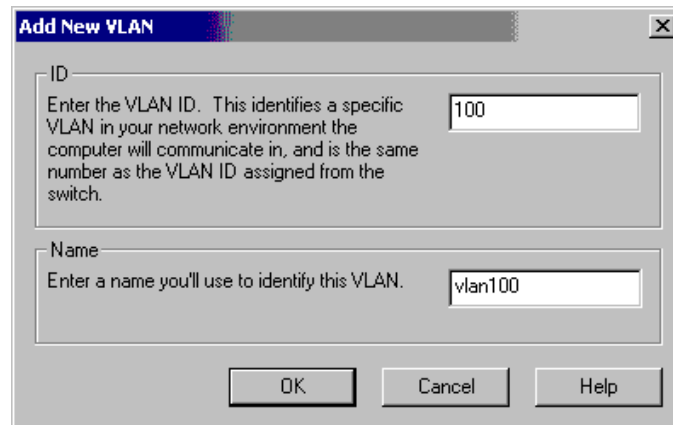 Add New VLAN
ID
Enter the VLAN ID. This identifies a specific
VLAN in your network environment the
computer will communicate in, and is the same
number as the VLAN ID assigned from the
switch.
100
Name
Enter a name you'll use to identify this VLAN.
vlan100
OK
Cancel
Help